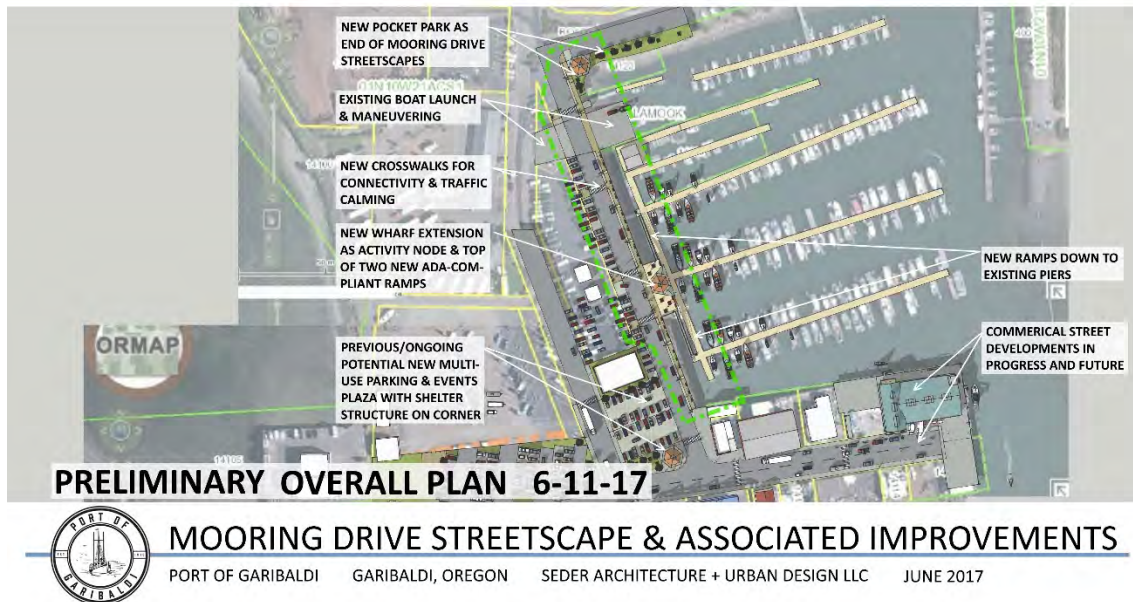 NEW POCKET PARK AS
END OF MOORING DRIVE
STREETSCAPES
EXISTING BOAT LAUNCH
& MANEUVERING
NEW CROSSWALKS FOR
CONNECTIVITY & TRAFFIC
CALMING
NEW WHARF EXTENSION
AS ACTIVITY NODE & TOP
OF TWO NEW ADA-COM-
PLIANT RAMPS
PREVIOUS/ONGOING
POTENTIAL NEW MULTI-
USE PARKING & EVENTS
PLAZA WITH SHELTER
STRUCTURE ON CORNER
NEW RAMPS DOWN TO
EXISTING PIERS
COMMERICAL STREET
DEVELOPMENTS IN
PROGRESS AND FUTURE
LAMOOK
ORMAP
14105
PRELIMINARY OVERALL PLAN 6-11-17
PORT OF
GARIBALDI
MOORING DRIVE STREETSCAPE & ASSOCIATED IMPROVEMENTS
PORT OF GARIBALDI GARIBALDI, OREGON SEDER ARCHITECTURE + URBAN DESIGN LLC JUNE 2017